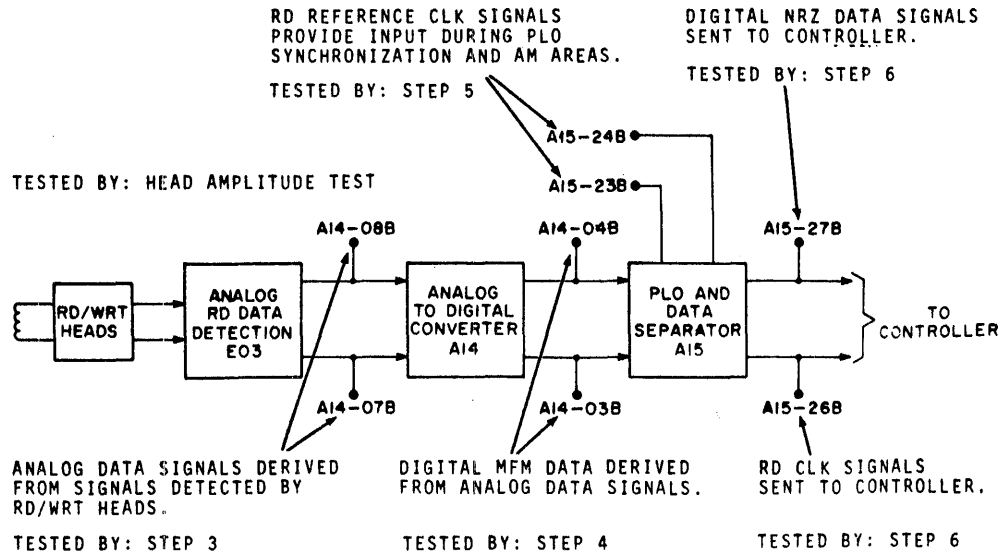 RD REFERENCE CLK SIGNALS
PROVIDE INPUT DURING PLO
SYNCHRONIZATION AND AM AREAS.
TESTED BY: STEP 5
DIGITAL NRZ DATA SIGNALS
SENT TO CONTROLLER.
TESTED BY: STEP 6
A15-24B
A15-23B
TESTED BY: HEAD AMPLITUDE TEST
A14-08B
A14-04B
A15-27B
RD/WRT
HEADS
ANALOG
RD DATA
DETECTION
E03
ANALOG
TO DIGITAL
CONVERTER
A14
PLO AND
DATA
SEPARATOR
A15
TO
CONTROLLER
A14-07B
A14-03B
A15-26B
ANALOG DATA SIGNALS DERIVED
FROM SIGNALS DETECTED BY
RD/WRT HEADS.
TESTED BY: STEP 3
DIGITAL MFM DATA DERIVED
FROM ANALOG DATA SIGNALS.
TESTED BY: STEP 4
RD CLK SIGNALS
SENT TO CONTROLLER.
TESTED BY: STEP 6